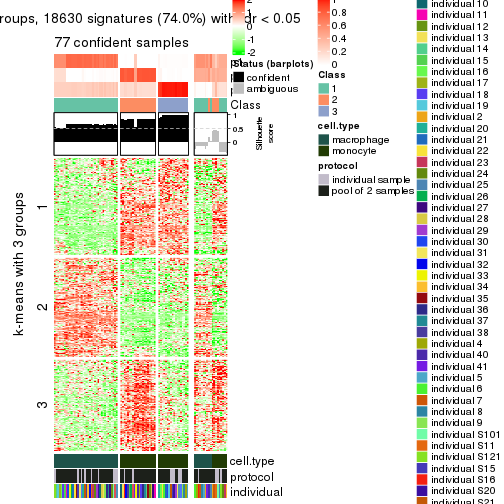 roups, 18630 signatures (74.0%) with fdr < 0.05
77 confident samples
Class
1
0.5
0
Silhouette
score
k-means with 3 groups
1
2
3
cell.type
protocol
individual
2
0
-1
-2
Status (barplots)
confident
ambiguous
0.8
0.6
0.4
0.2
0
Class
1
2
3
cell.type
macrophage
monocyte
protocol
individual sample
pool of 2 samples
individual 10
individual 11
individual 12
individual 13
individual 14
individual 15
individual 16
individual 17
individual 18
individual 19
individual 2
individual 20
individual 21
individual 22
individual 23
individual 24
individual 25
individual 26
individual 27
individual 28
individual 29
individual 30
individual 31
individual 32
individual 33
individual 34
individual 35
individual 36
individual 37
individual 38
individual 4
individual 40
individual 41
individual 5
individual 6
individual 7
individual 8
individual 9
individual S101
individual S11
individual S121
individual S15
individual S16
individual S20
individual S21